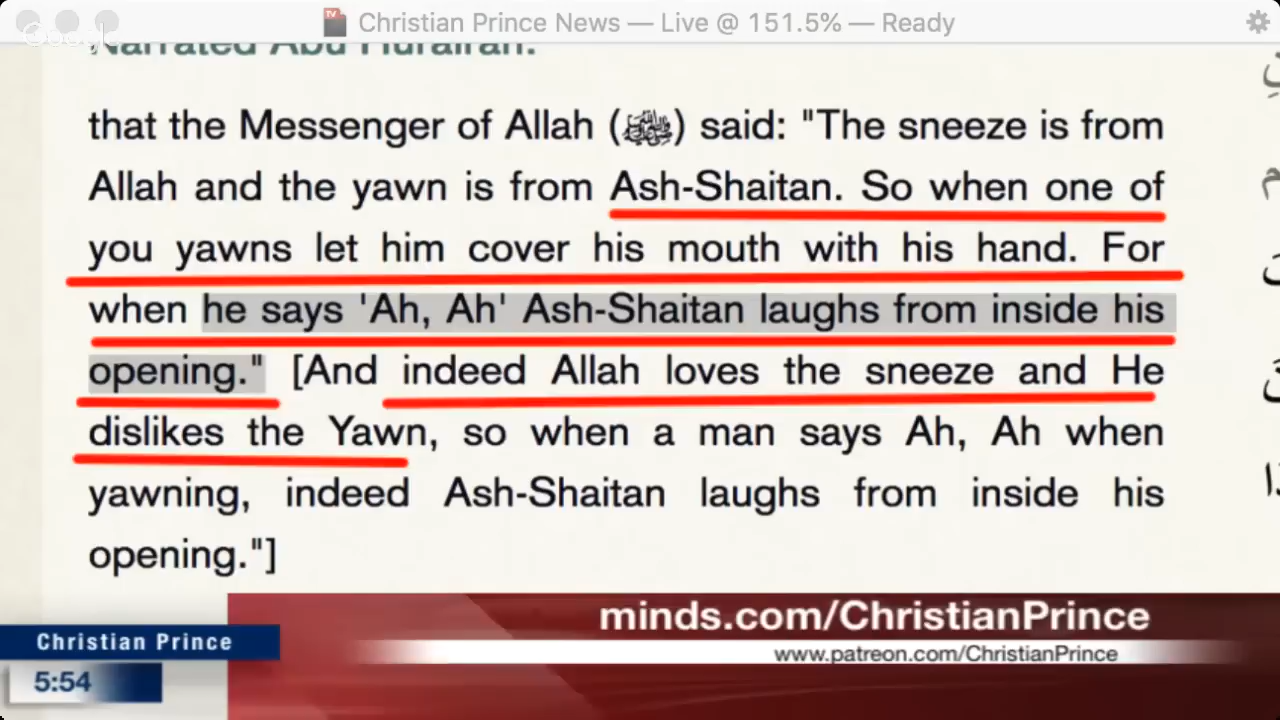 Christian Prince News — Live @ 151.5% — Ready
Google
Narrated Abu Hurairah:
that the Messenger of Allah (ﷺ) said: "The sneeze is from
Allah and the yawn is from Ash-Shaitan. So when one of
you yawns let him cover his mouth with his hand. For
when he says 'Ah, Ah' Ash-Shaitan laughs from inside his
opening." [And indeed Allah loves the sneeze and He
dislikes the Yawn, so when a man says Ah, Ah when
yawning, indeed Ash-Shaitan laughs from inside his
opening."]
minds.com/ChristianPrince
Christian Prince
www.patreon.com/ChristianPrince
5:54